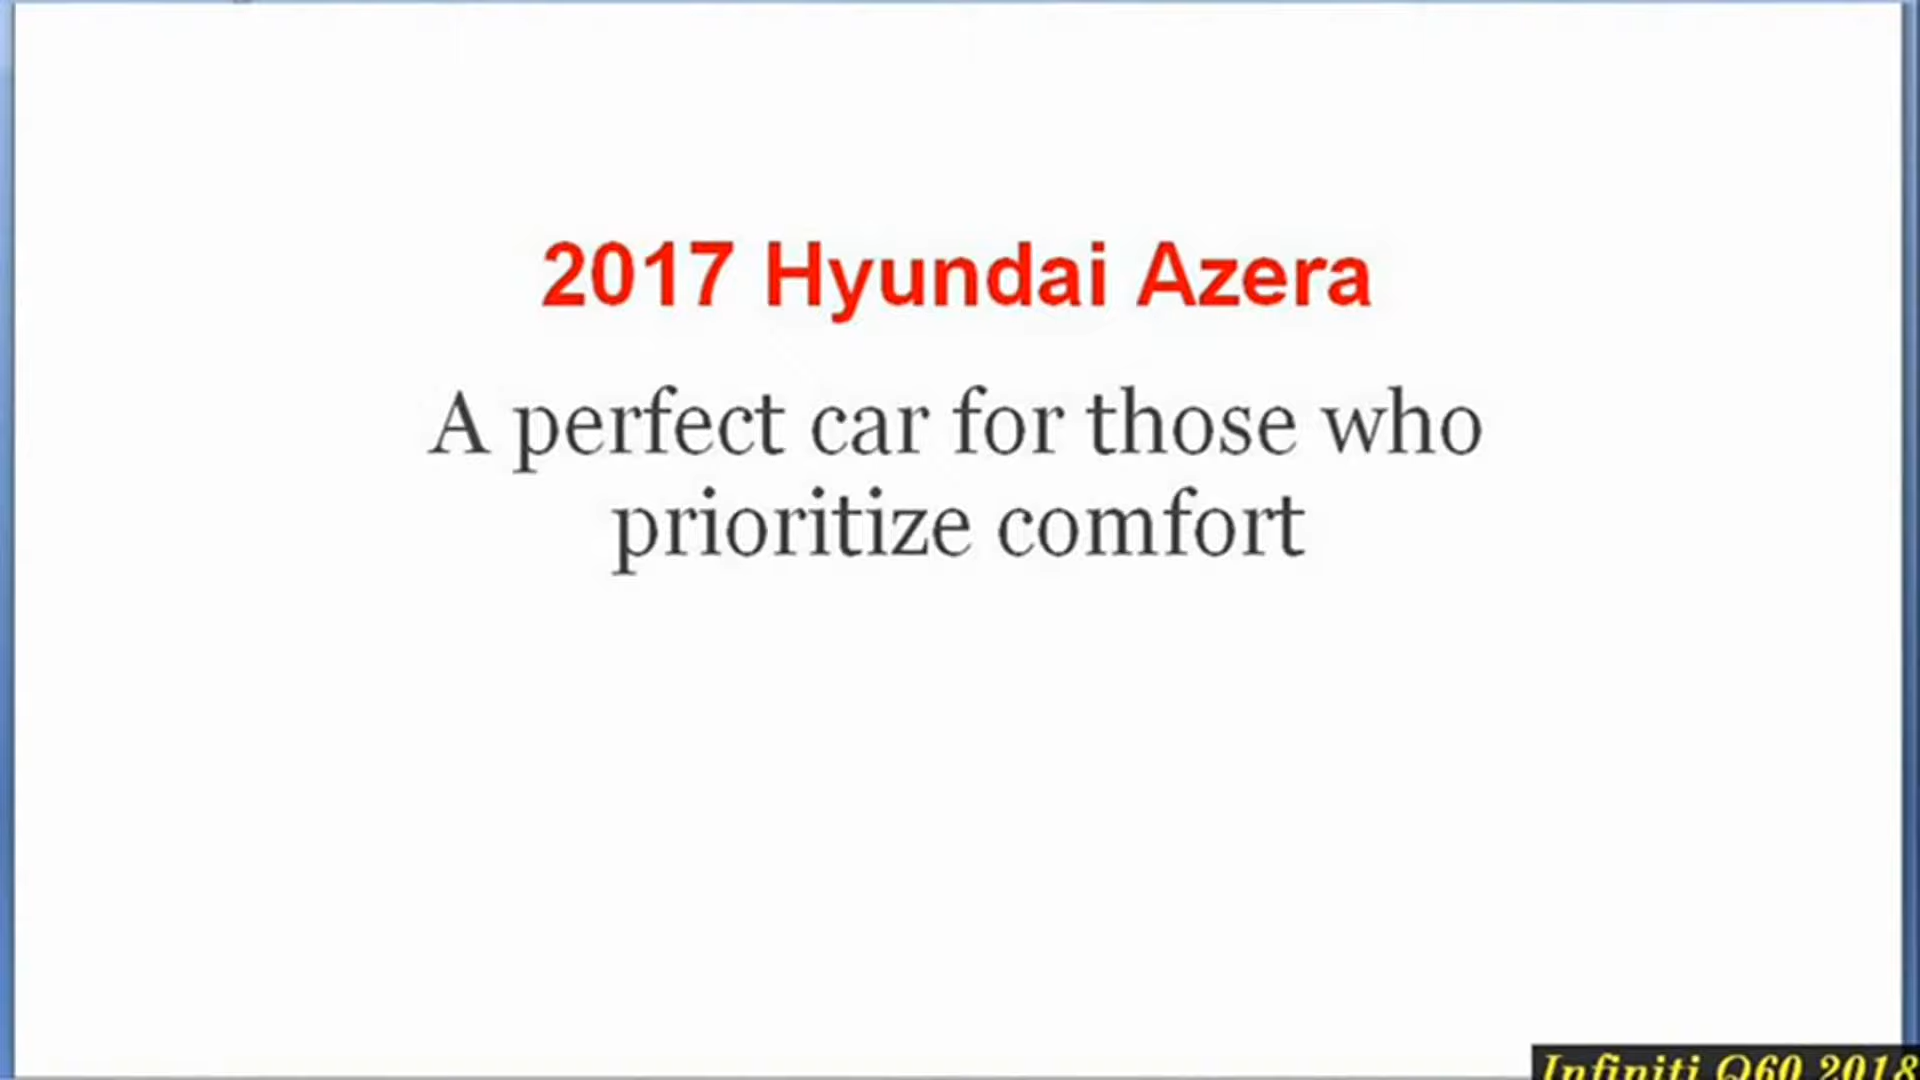 2017 Hyundai Azera
A perfect car for those who
prioritize comfort
Infiniti Q60 2018